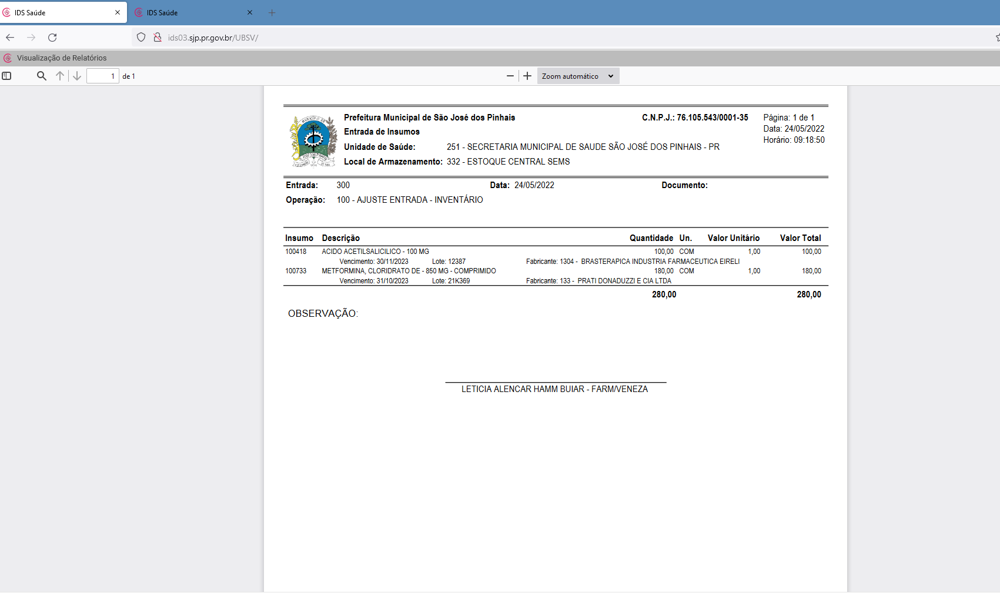 IDS Saúde
IDS Saúde
ids03.sjp.pr.gov.br/UBSV/
Visualização de Relatórios
1 de 1
Zoom automático
Prefeitura Municipal de São José dos Pinhais C.N.P.J.: 76.105.543/0001-35 Página: 1 de 1
Entrada de Insumos Data: 24/05/2022
Horário: 09:18:50
Unidade de Saúde: 251 - SECRETARIA MUNICIPAL DE SAUDE SÃO JOSÉ DOS PINHAIS - PR
Local de Armazenamento: 332 - ESTOQUE CENTRAL SEMS
Entrada: 300 Data: 24/05/2022 Documento:
Operação: 100 - AJUSTE ENTRADA - INVENTÁRIO
Insumo Descrição Quantidade Un. Valor Unitário Valor Total
100418 ACIDO ACETILSALICILICO - 100 MG 100,00 COM 1,00 100,00
Vencimento: 30/11/2023 Lote: 12387 Fabricante: 1304 - BRASTERAPICA INDUSTRIA FARMACEUTICA EIRELI
100733 METFORMINA, CLORIDRATO DE - 850 MG - COMPRIMIDO 180,00 COM 1,00 180,00
Vencimento: 31/10/2023 Lote: 21K369 Fabricante: 133 - PRATI DONADUZZI E CIA LTDA
280,00 280,00
OBSERVAÇÃO:
LETICIA ALENCAR HAMM BUIAR - FARM/VENEZA